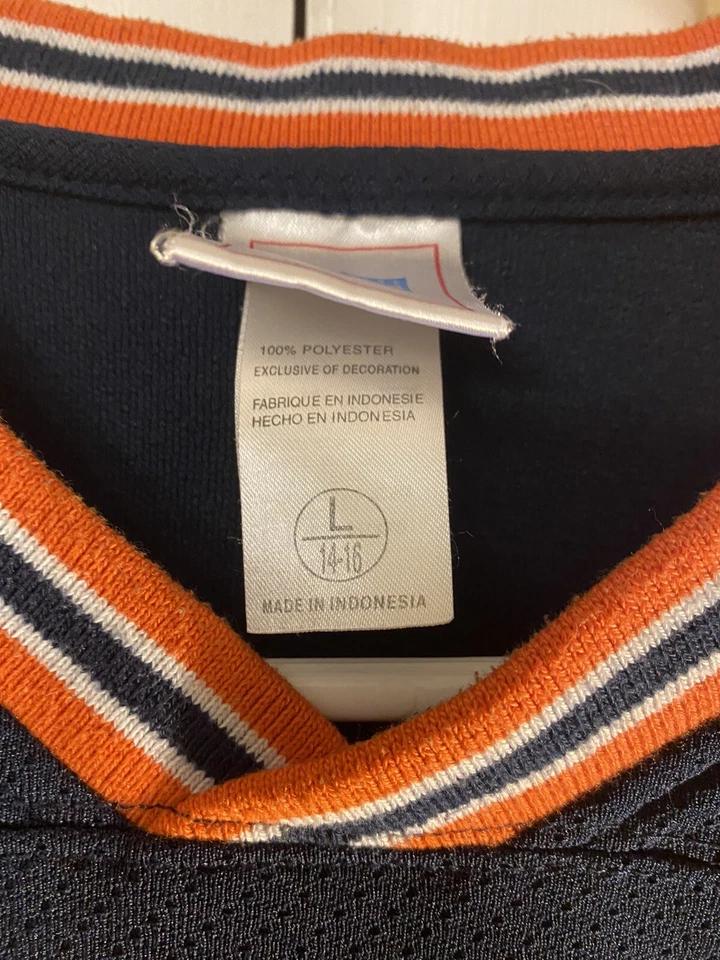 100% POLYESTER
EXCLUSIVE OF DECORATION
FABRIQUE EN INDONESIE
HECHO EN INDONESIA
L
14-16
MADE IN INDONESIA